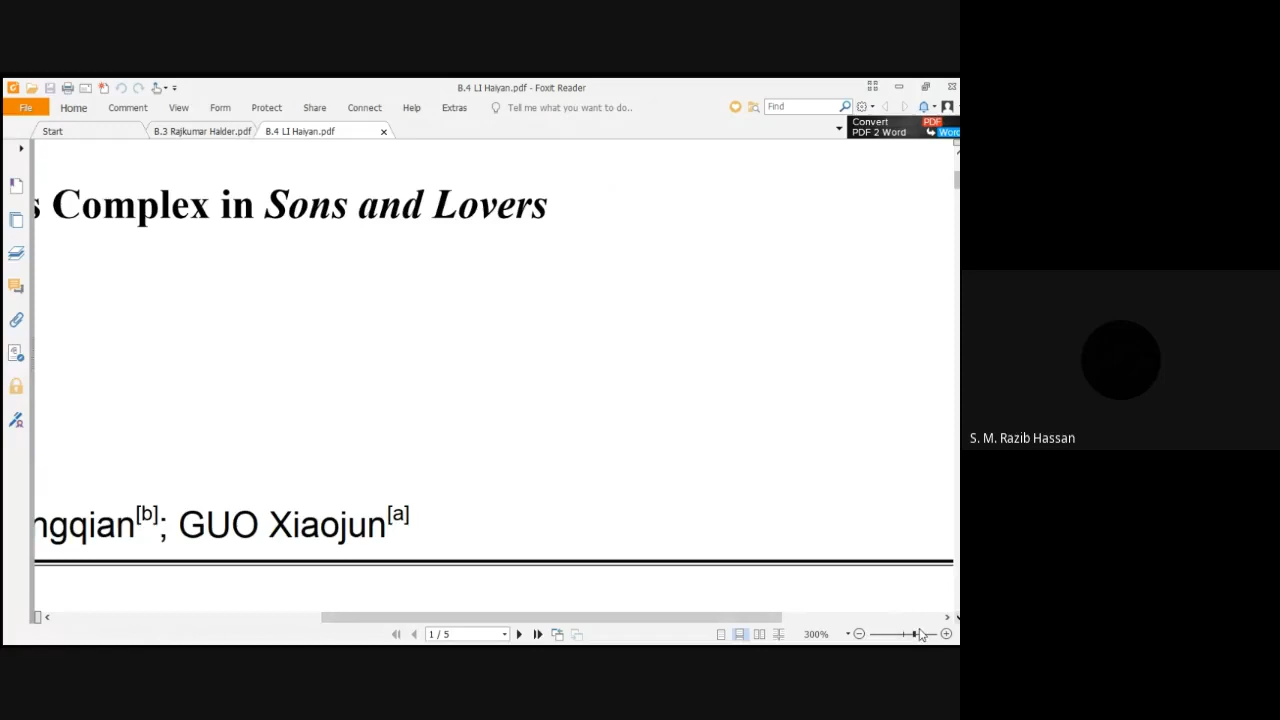 B.4 LI Haiyan.pdf - Foxit Reader
File Home Comment View Form Protect Share Connect Help Extras Tell me what you want to do.. Find
Start B.3 Rajkumar Halder.pdf B.4 LI Haiyan.pdf
Convert PDF
PDF 2 Word Word
s Complex in Sons and Lovers
ngqian[b]; GUO Xiaojun[a]
1 / 5 300%
S. M. Razib Hassan